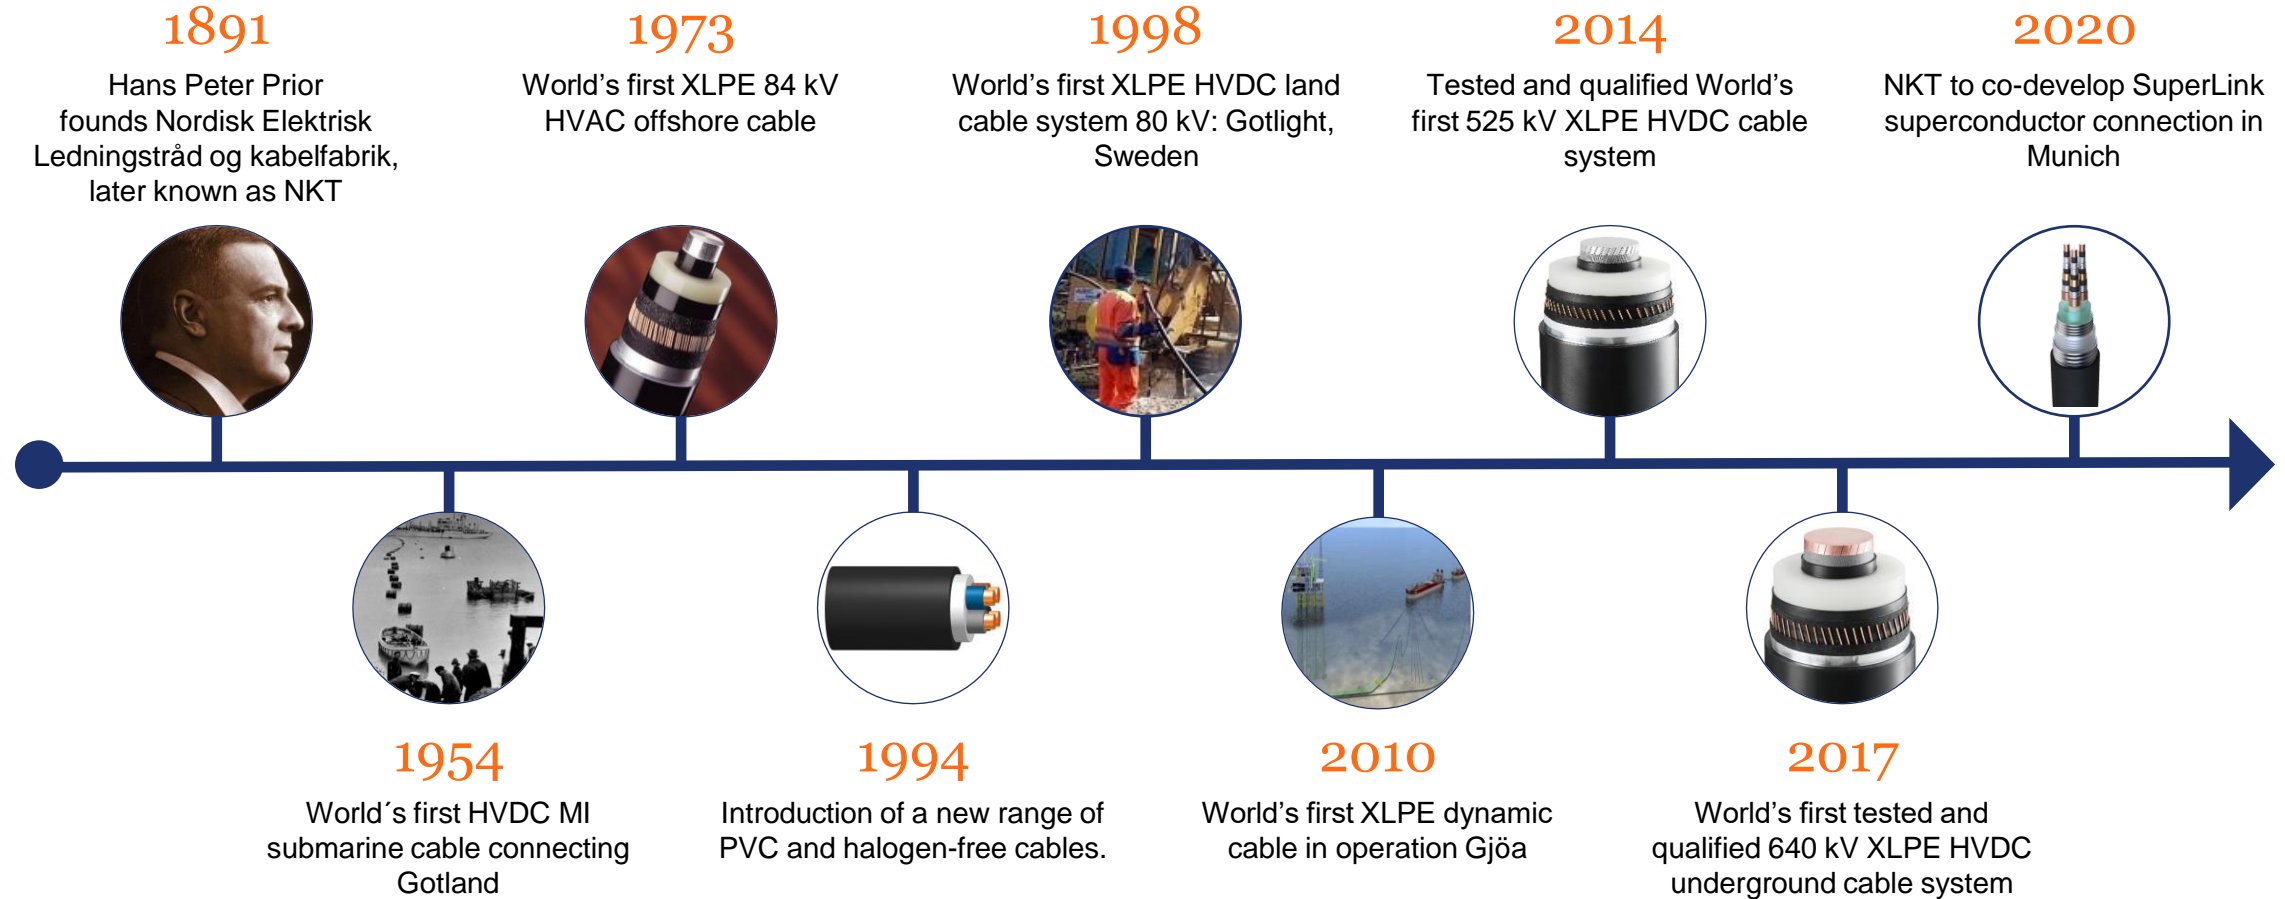 1891
Hans Peter Prior
founds Nordisk Elektrisk
Ledningstråd og kabelfabrik,
later known as NKT
1973
World’s first XLPE 84 kV
HVAC offshore cable
1998
World’s first XLPE HVDC land
cable system 80 kV: Gotlight,
Sweden
2014
Tested and qualified World’s
first 525 kV XLPE HVDC cable
system
2020
NKT to co-develop SuperLink
superconductor connection in
Munich
1954
World´s first HVDC MI
submarine cable connecting
Gotland
1994
Introduction of a new range of
PVC and halogen-free cables.
2010
World’s first XLPE dynamic
cable in operation Gjöa
2017
World’s first tested and
qualified 640 kV XLPE HVDC
underground cable system